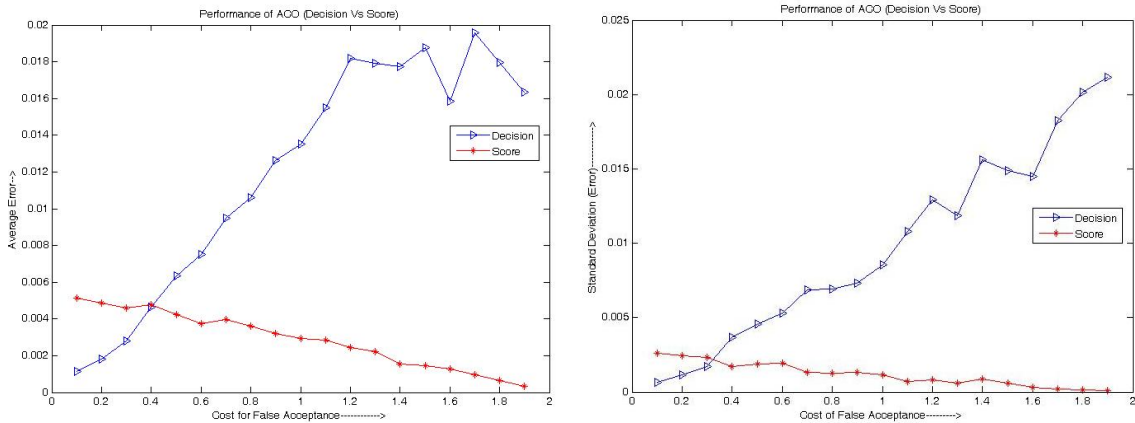 Performance of ACO (Decision Vs Score)
0.02
0.018
0.016
0.014
0.012
0.01
0.008
0.006
0.004
0.002
0
Average Error-->
Decision
Score
0 0.2 0.4 0.6 0.8 1 1.2 1.4 1.6 1.8 2
Cost for False Acceptance------------>
Performance of ACO (Decision Vs Score)
0.025
0.02
0.015
0.01
0.005
0
Standard Deviation (Error)---------->
Decision
Score
0 0.2 0.4 0.6 0.8 1 1.2 1.4 1.6 1.8 2
Cost of False Acceptance--------->